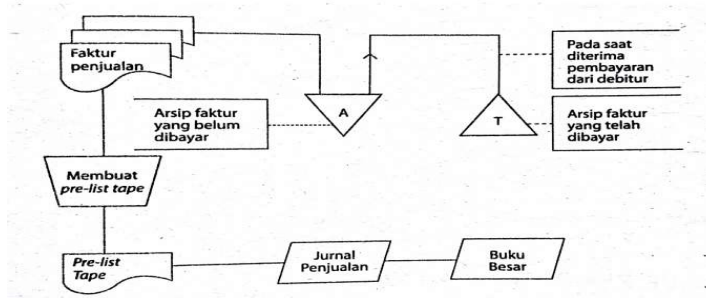 Faktur
penjualan
Pada saat
diterima
pembayaran
dari debitur
A
T
Arsip faktur
yang belum
dibayar
Arsip faktur
yang telah
dibayar
Membuat
pre-list tape
Pre-list
Tape
Jurnal
Penjualan
Buku
Besar